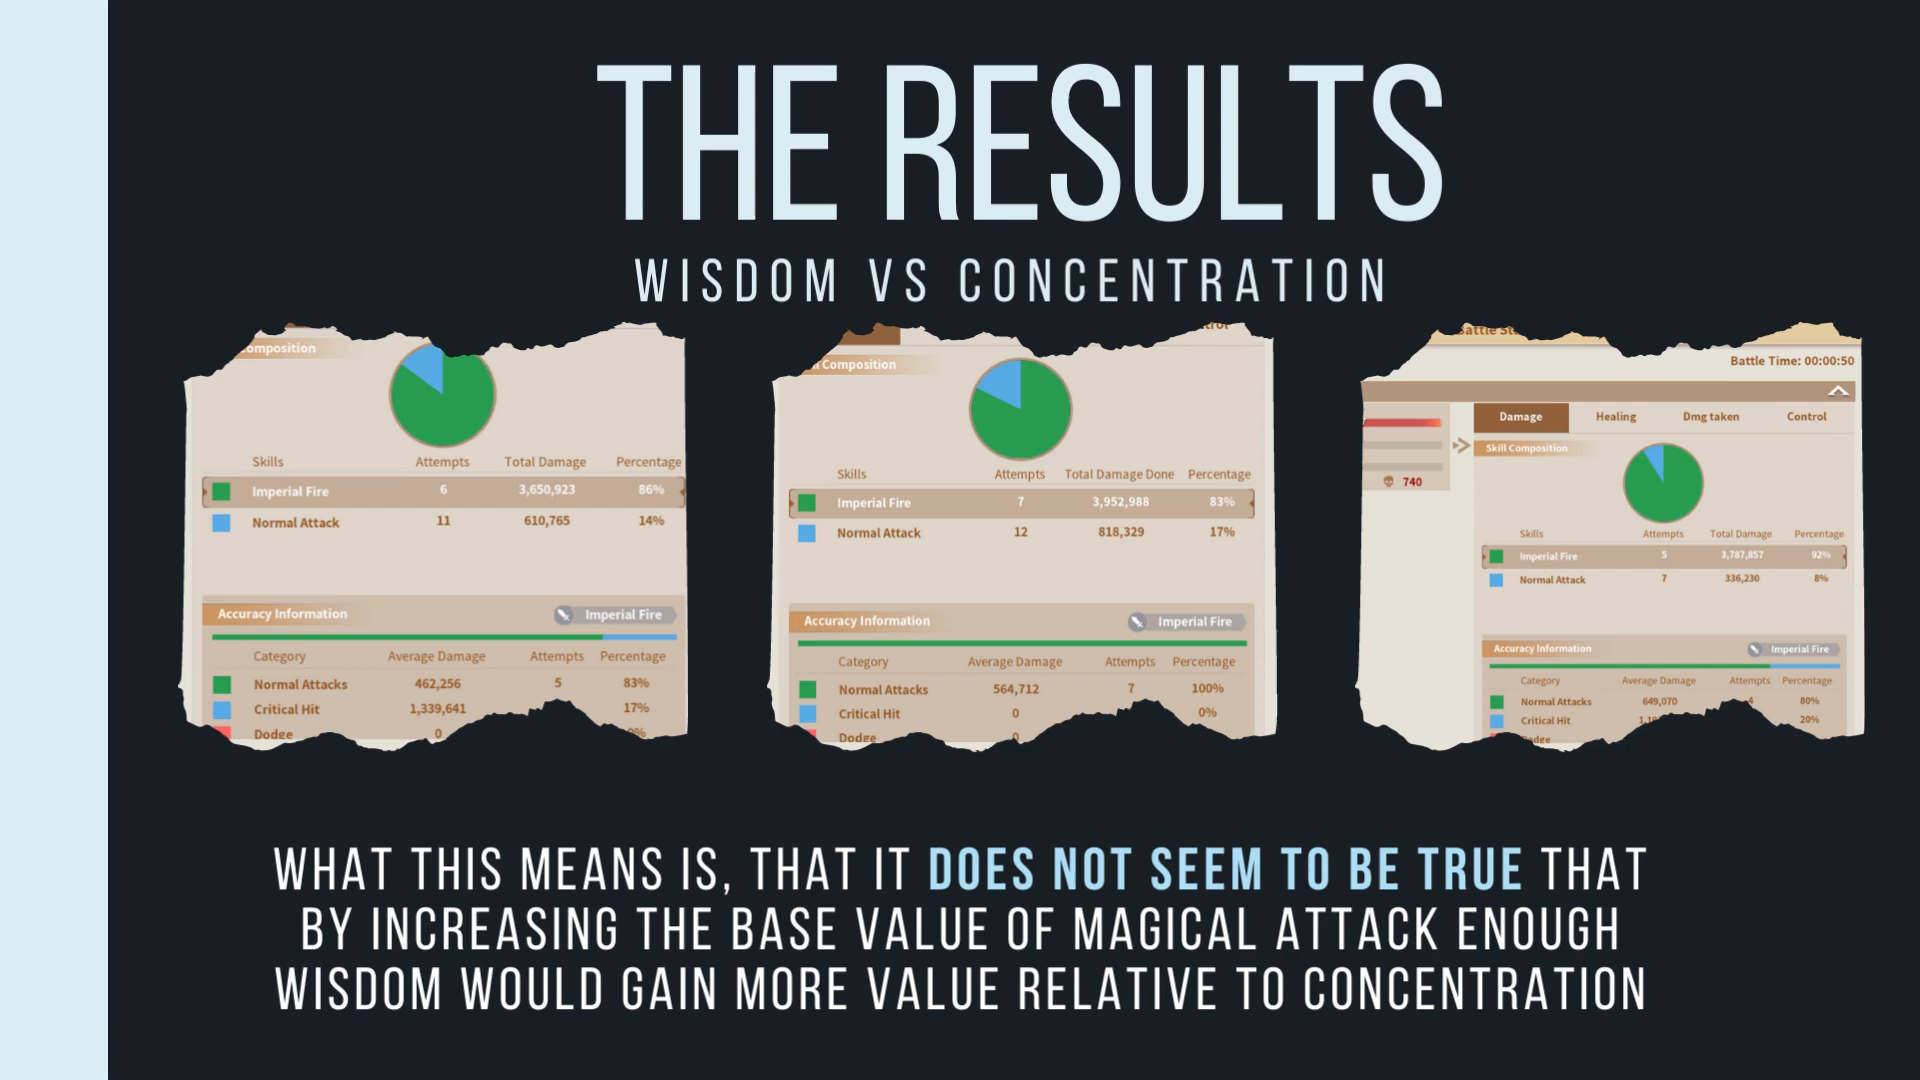 THE RESULTS
WISDOM VS CONCENTRATION
Composition
Skills Attempts Total Damage Percentage
Imperial Fire 6 3,650,923 86%
Normal Attack 11 610,765 14%
Accuracy Information Imperial Fire
Category Average Damage Attempts Percentage
Normal Attacks 462,256 5 83%
Critical Hit 1,339,641 17%
Dodge 0
Composition
Skills Attempts Total Damage Done Percentage
Imperial Fire 7 3,952,988 83%
Normal Attack 12 818,329 17%
Accuracy Information Imperial Fire
Category Average Damage Attempts Percentage
Normal Attacks 564,712 7 100%
Critical Hit 0 0%
Dodge 0
Battle Time: 00:00:50
Damage Healing Dmg taken Control
Skill Composition
740
Skills Attempts Total Damage Percentage
Imperial Fire 5 3,787,857 92%
Normal Attack 7 336,230 8%
Accuracy Information Imperial Fire
Category Average Damage Attempts Percentage
Normal Attacks 649,070 4 80%
Critical Hit 20%
WHAT THIS MEANS IS, THAT IT DOES NOT SEEM TO BE TRUE THAT
BY INCREASING THE BASE VALUE OF MAGICAL ATTACK ENOUGH
WISDOM WOULD GAIN MORE VALUE RELATIVE TO CONCENTRATION